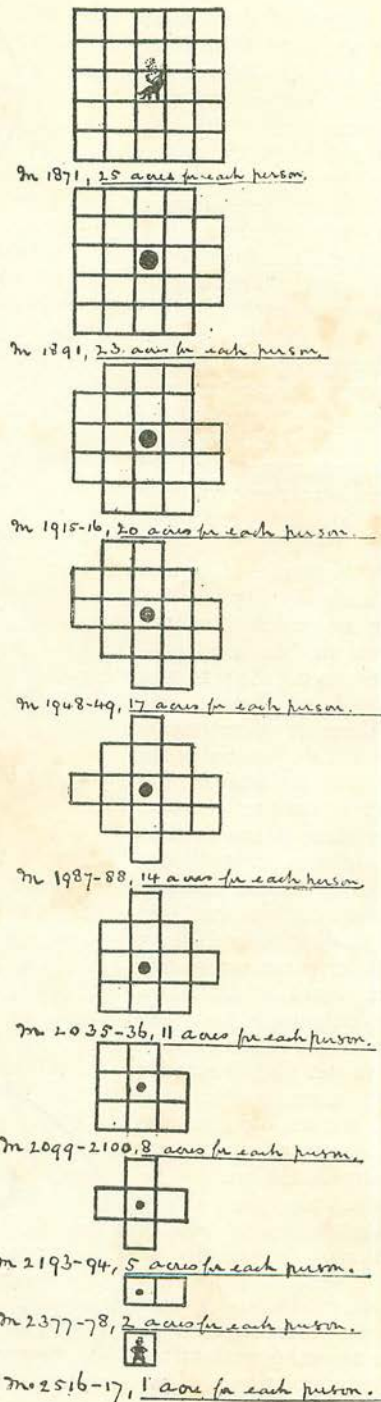 In 1871, 25 acres for each person.
In 1891, 23 acres for each person.
In 1915-16, 20 acres for each person.
In 1948-49, 17 acres for each person.
In 1987-88, 14 acres for each person.
In 2035-36, 11 acres for each person.
In 2099-2100, 8 acres for each person.
In 2193-94, 5 acres for each person.
In 2377-78, 2 acres for each person.
In 2516-17, 1 acre for each person.